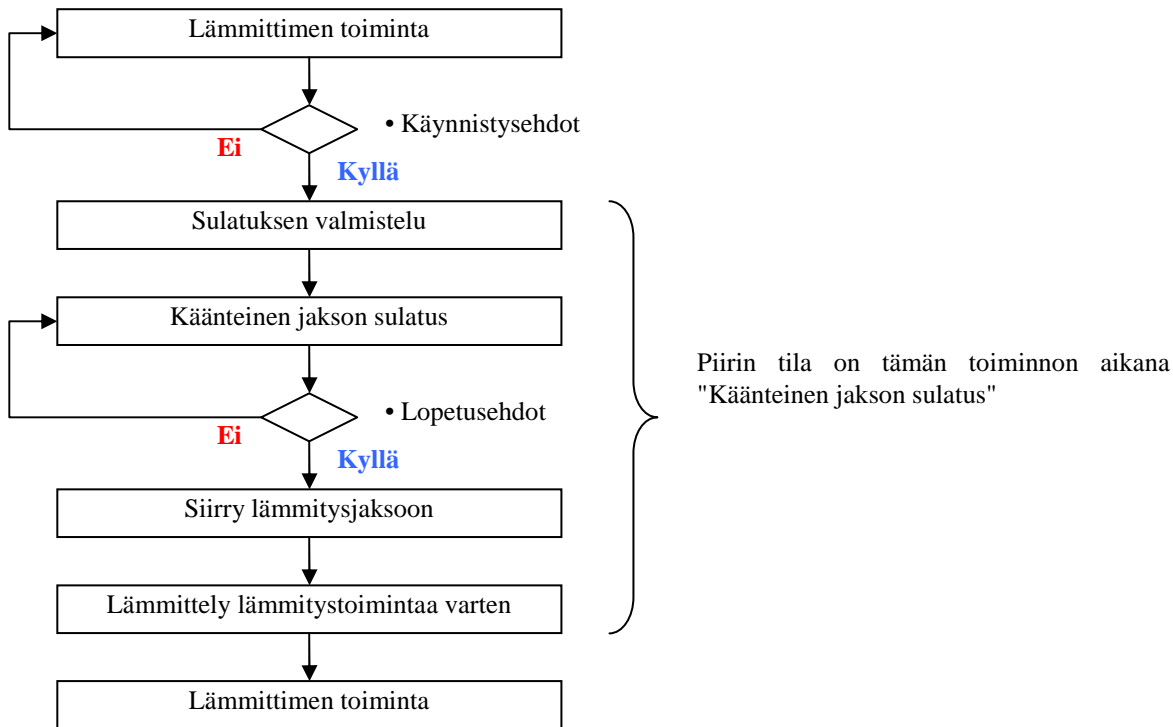 Lämmittimen toiminta
• Käynnistysehdot
Ei
Kyllä
Sulatuksen valmistelu
Käänteinen jakson sulatus
Piirin tila on tämän toiminnon aikana
"Käänteinen jakson sulatus"
• Lopetusehdot
Ei
Kyllä
Siirry lämmitysjaksoon
Lämmittely lämmitystoimintaa varten
Lämmittimen toiminta